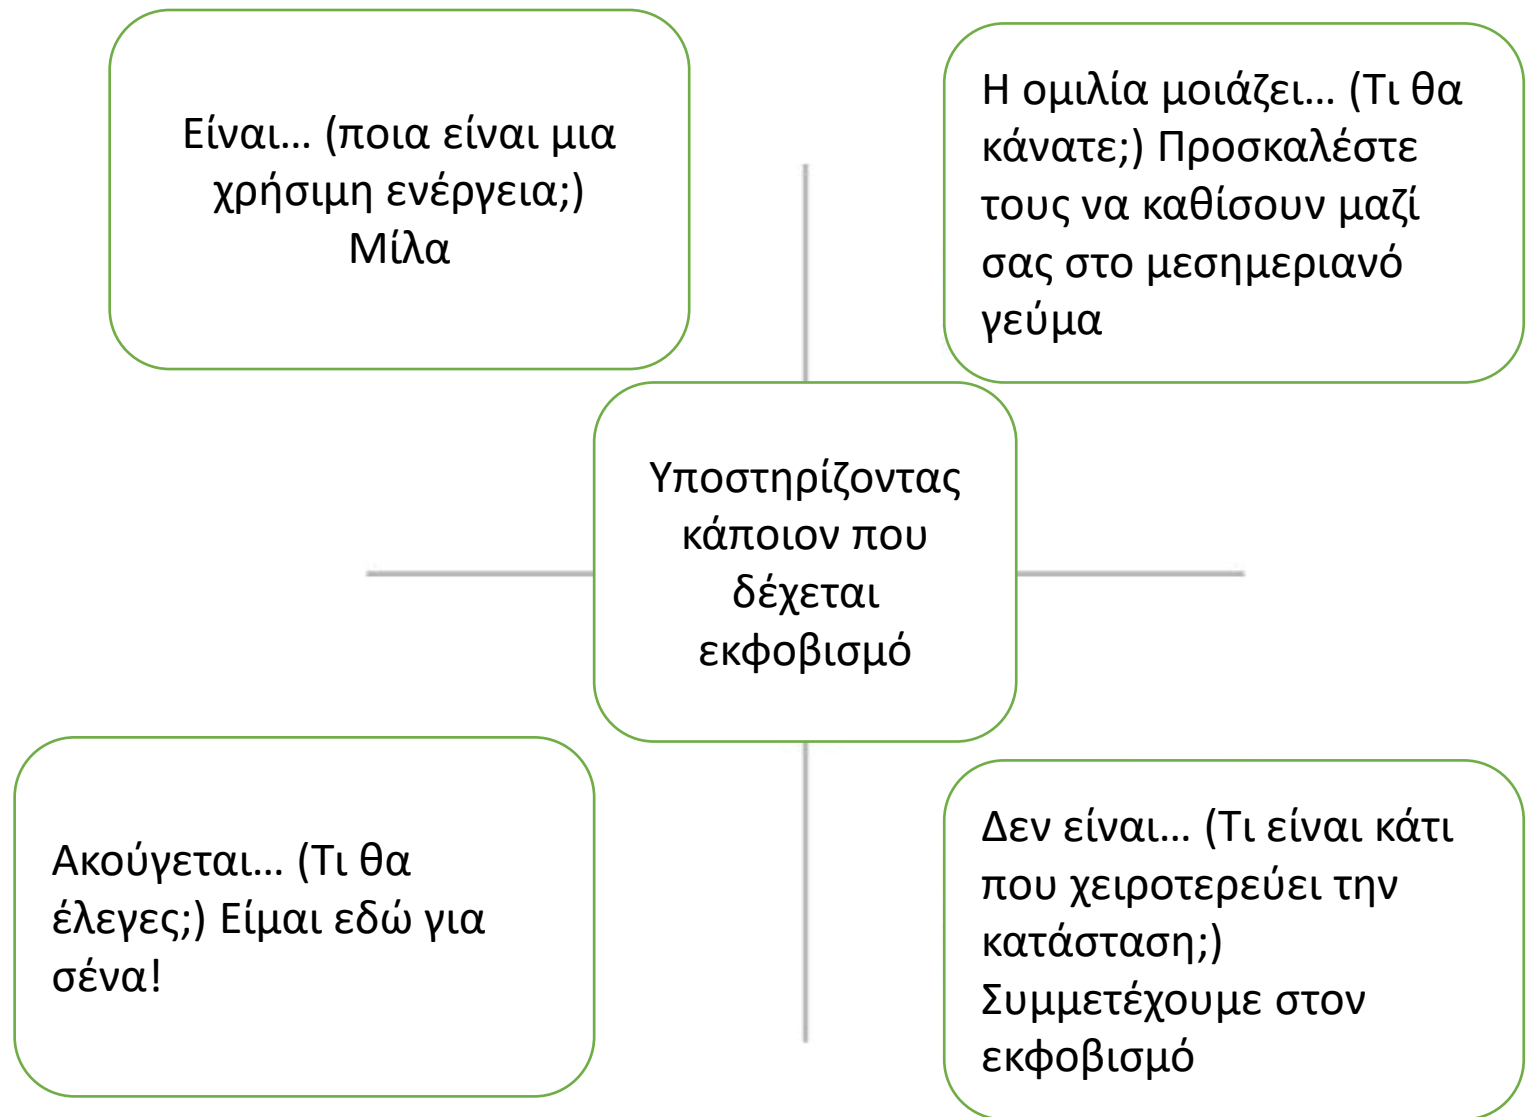 Είναι... (ποια είναι μια
χρήσιμη ενέργεια;)
Μίλα
Η ομιλία μοιάζει... (Τι θα
κάνατε;) Προσκαλέστε
τους να καθίσουν μαζί
σας στο μεσημεριανό
γεύμα
Υποστηρίζοντας
κάποιον που
δέχεται
εκφοβισμό
Ακούγεται... (Τι θα
έλεγες;) Είμαι εδώ για
σένα!
Δεν είναι... (Τι είναι κάτι
που χειροτερεύει την
κατάσταση;)
Συμμετέχουμε στον
εκφοβισμό